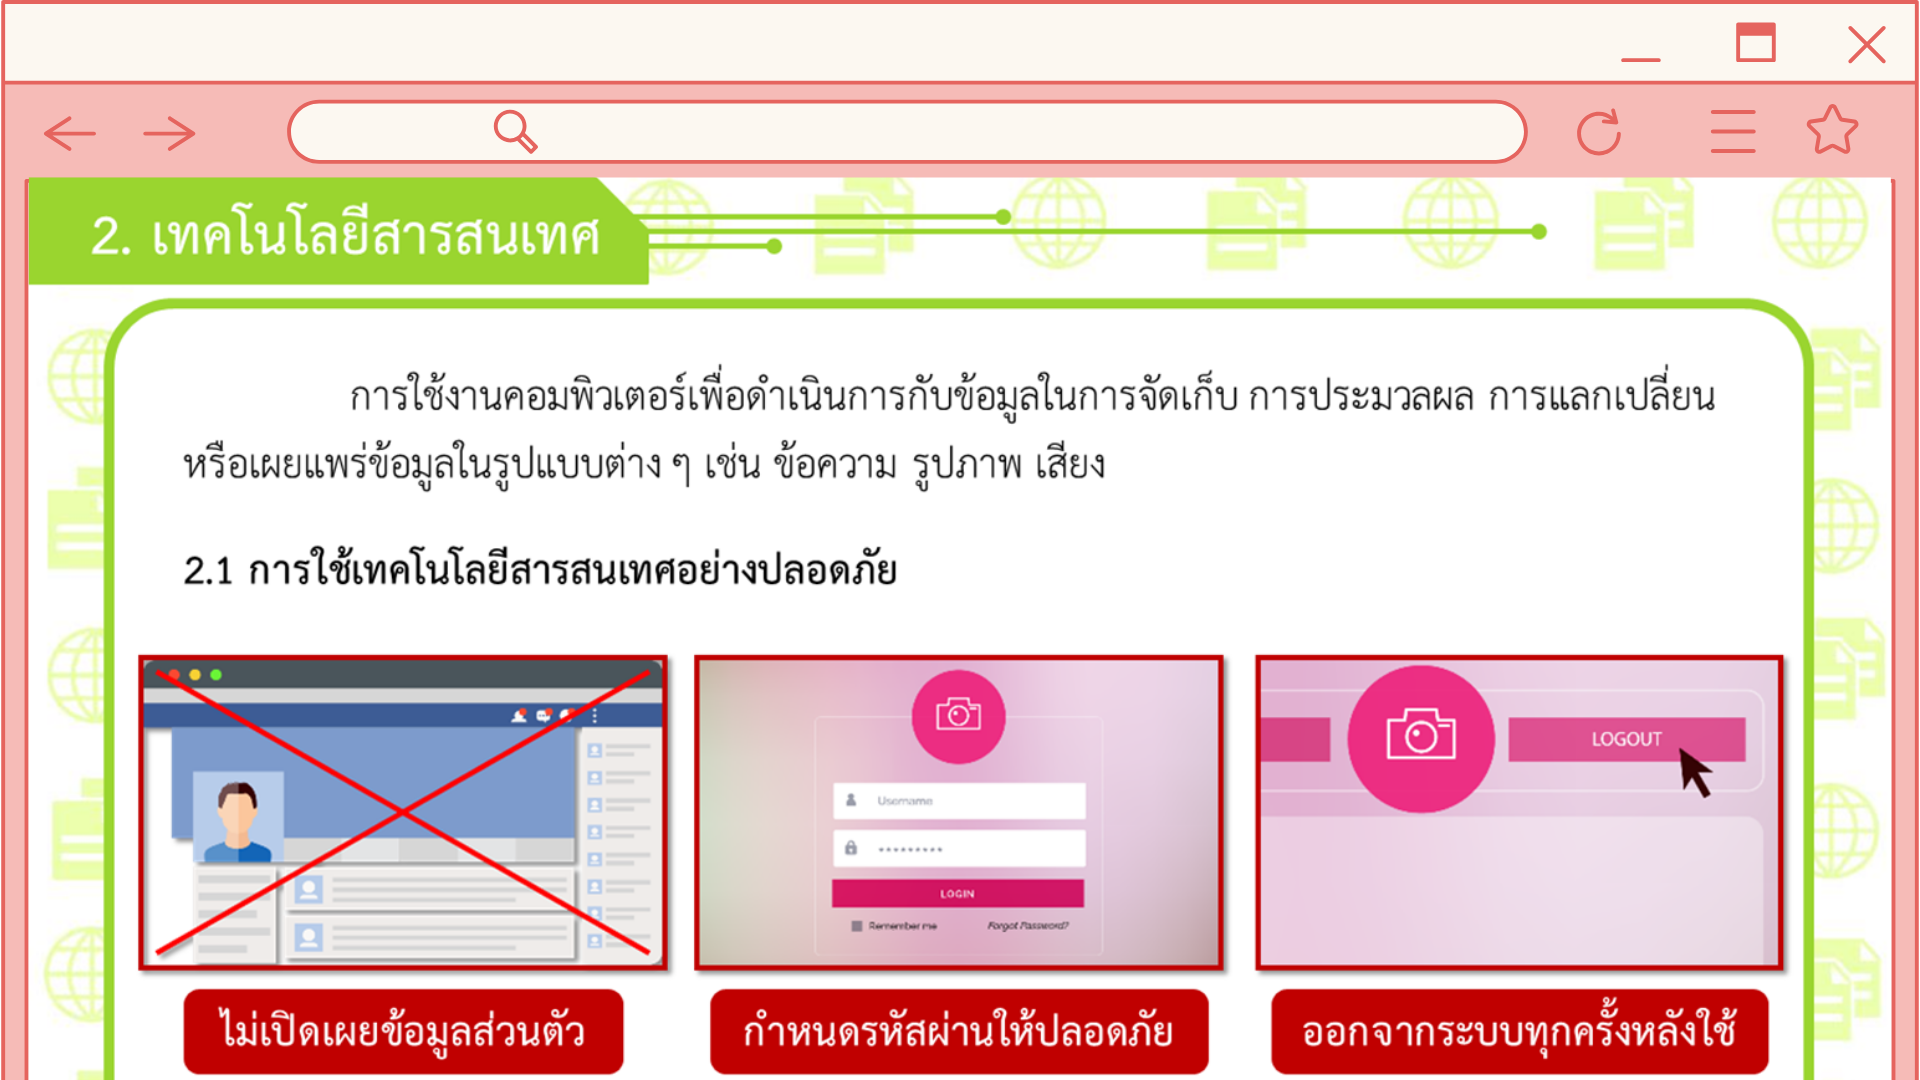 2. เทคโนโลยีสารสนเทศ
การใช้งานคอมพิวเตอร์เพื่อดำเนินการกับข้อมูลในการจัดเก็บ การประมวลผล การแลกเปลี่ยน
หรือเผยแพร่ข้อมูลในรูปแบบต่าง ๆ เช่น ข้อความ รูปภาพ เสียง
2.1 การใช้เทคโนโลยีสารสนเทศอย่างปลอดภัย
Username
*********
LOGIN
Remember me
Forgot Password?
LOGOUT
ไม่เปิดเผยข้อมูลส่วนตัว
กำหนดรหัสผ่านให้ปลอดภัย
ออกจากระบบทุกครั้งหลังใช้